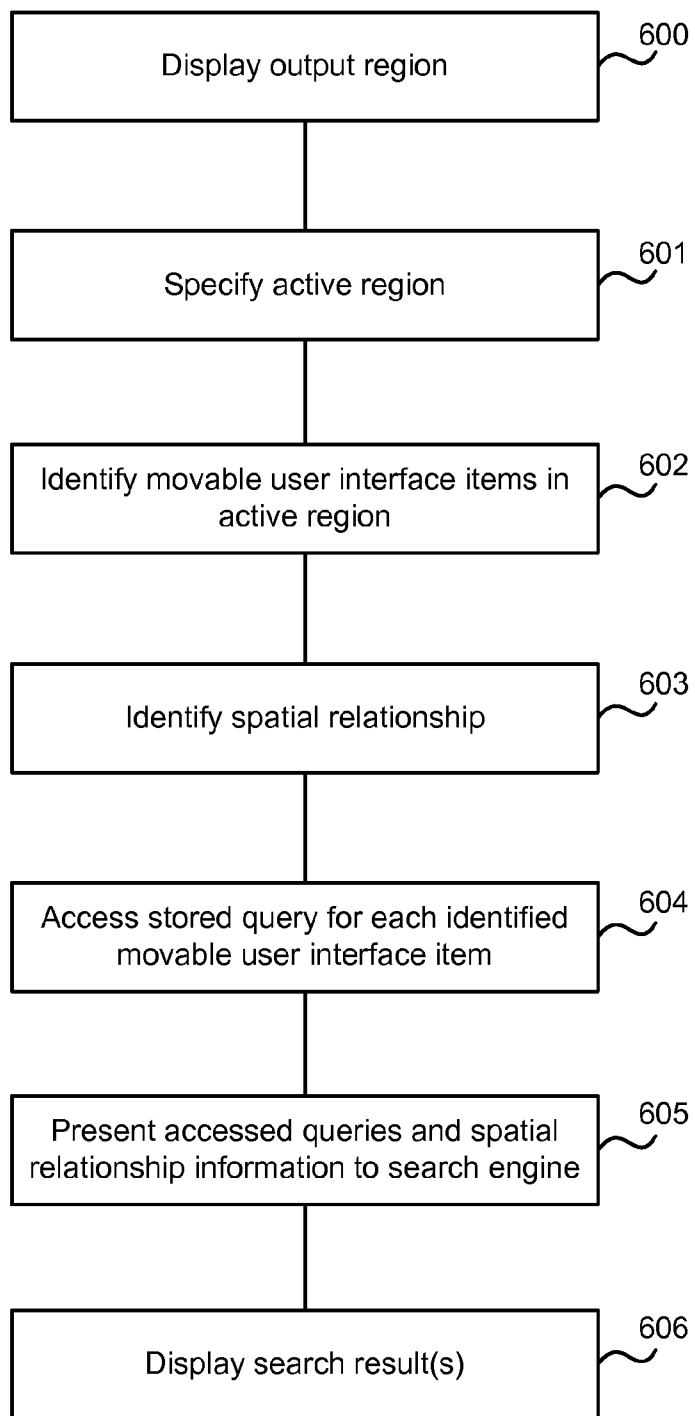 600
Display output region
601
Specify active region
602
Identify movable user interface items in
active region
603
Identify spatial relationship
604
Access stored query for each identified
movable user interface item
605
Present accessed queries and spatial
relationship information to search engine
606
Display search result(s)